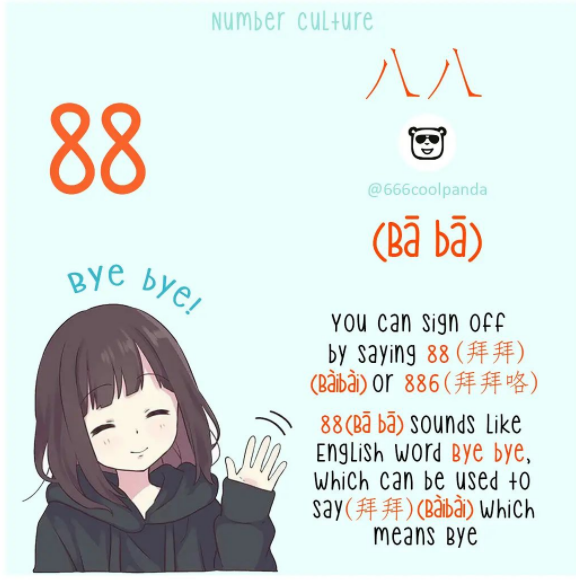 Number culture
88
八八
@666coolpanda
(Bā bā)
Bye bye!
You can sign off
by saying 88(拜拜)
(Bàibài) or 886(拜拜咯)
88(Bā bā) sounds like
English word Bye bye,
which can be used to
say(拜拜)(Bàibài) which
means Bye